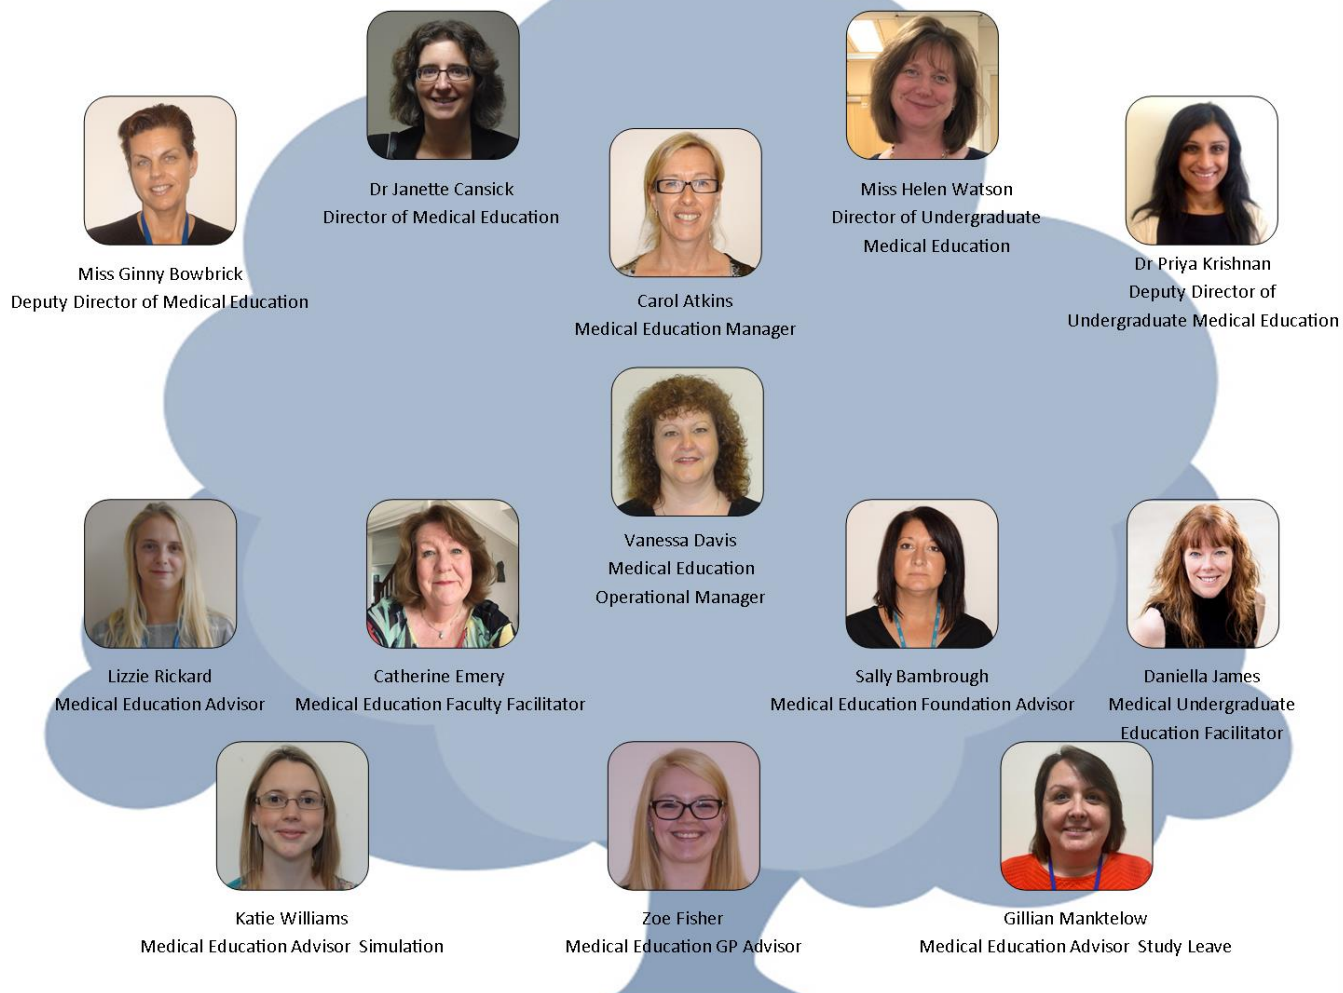 Dr Janette Cansick
Director of Medical Education
Miss Helen Watson
Director of Undergraduate
Medical Education
Miss Ginny Bowbrick
Deputy Director of Medical Education
Carol Atkins
Medical Education Manager
Dr Priya Krishnan
Deputy Director of
Undergraduate Medical Education
Vanessa Davis
Medical Education
Operational Manager
Lizzie Rickard
Medical Education Advisor
Catherine Emery
Medical Education Faculty Facilitator
Sally Bambrough
Medical Education Foundation Advisor
Daniella James
Medical Undergraduate
Education Facilitator
Katie Williams
Medical Education Advisor Simulation
Zoe Fisher
Medical Education GP Advisor
Gillian Manktelow
Medical Education Advisor Study Leave